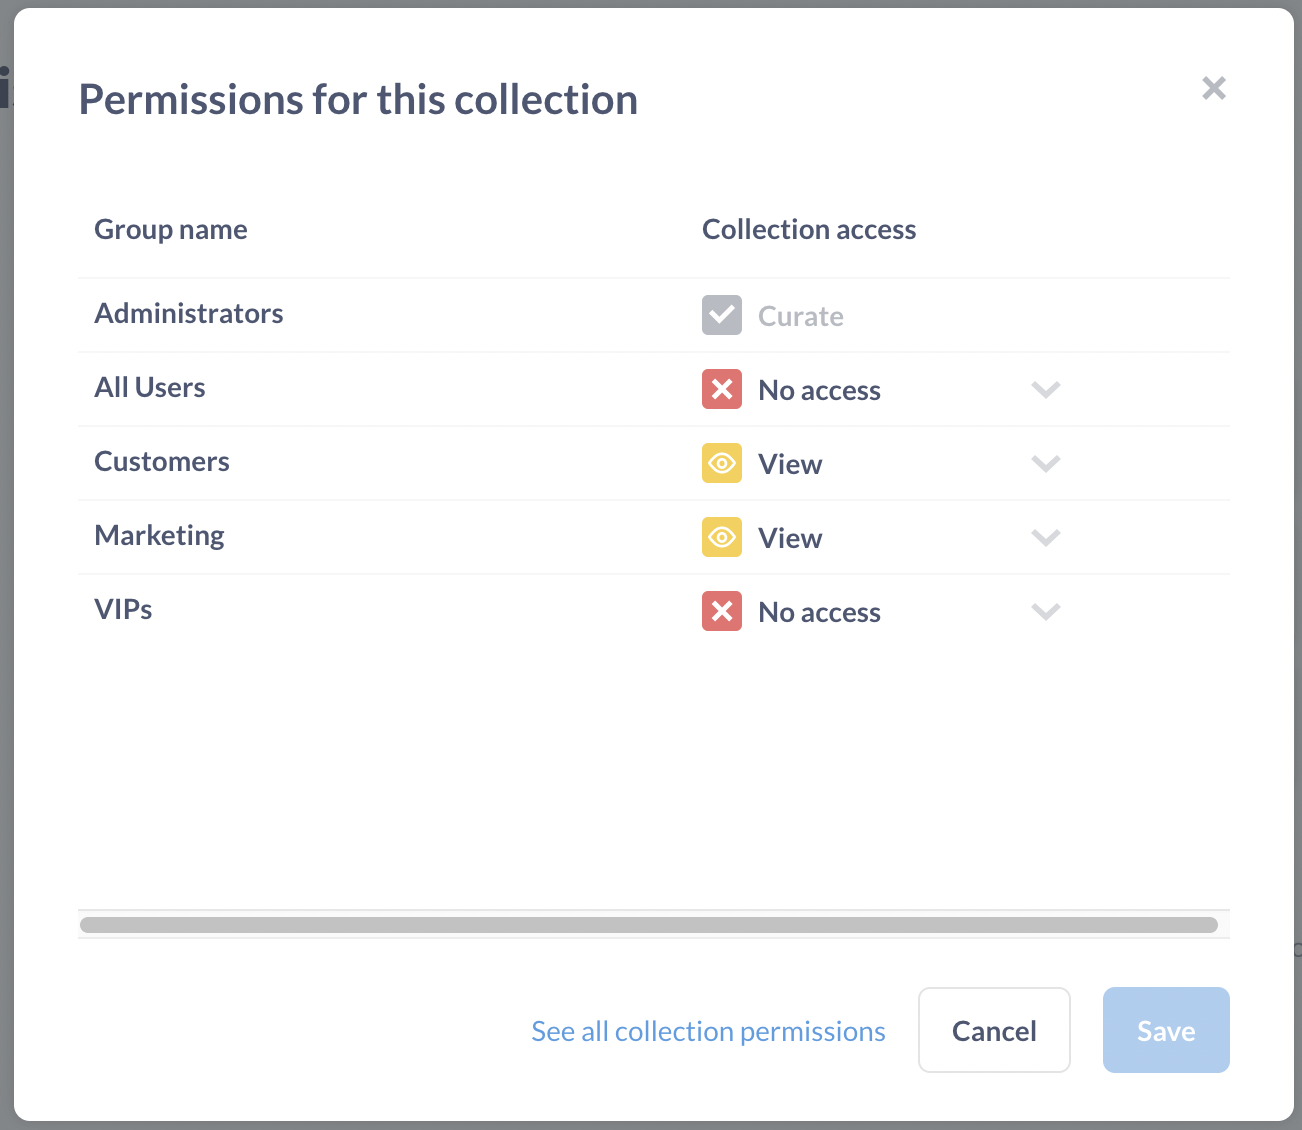 Permissions for this collection
Group name Collection access
Administrators Curate
All Users No access
Customers View
Marketing View
VIPs No access
See all collection permissions Cancel Save